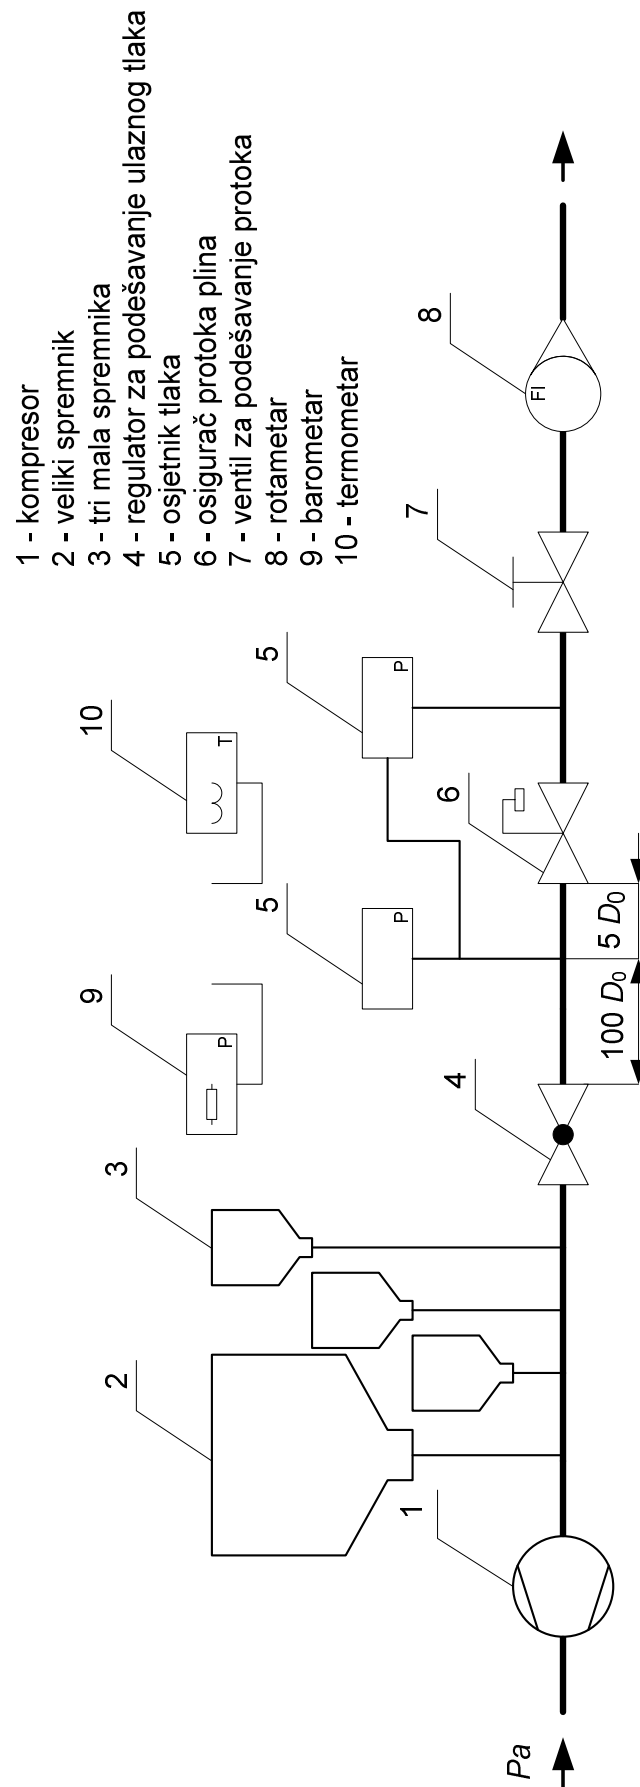 1 - kompresor
2 - veliki spremnik
3 - tri mala spremnika
4 - regulator za podešavanje ulaznog tlaka
5 - osjetnik tlaka
6 - osigurač protoka plina
7 - ventil za podešavanje protoka
8 - rotametar
9 - barometar
10 - termometar
2
3
9
P
10
T
5
P
5
P
1
4
6
7
8
FI
Pa
100 D0
5 D0